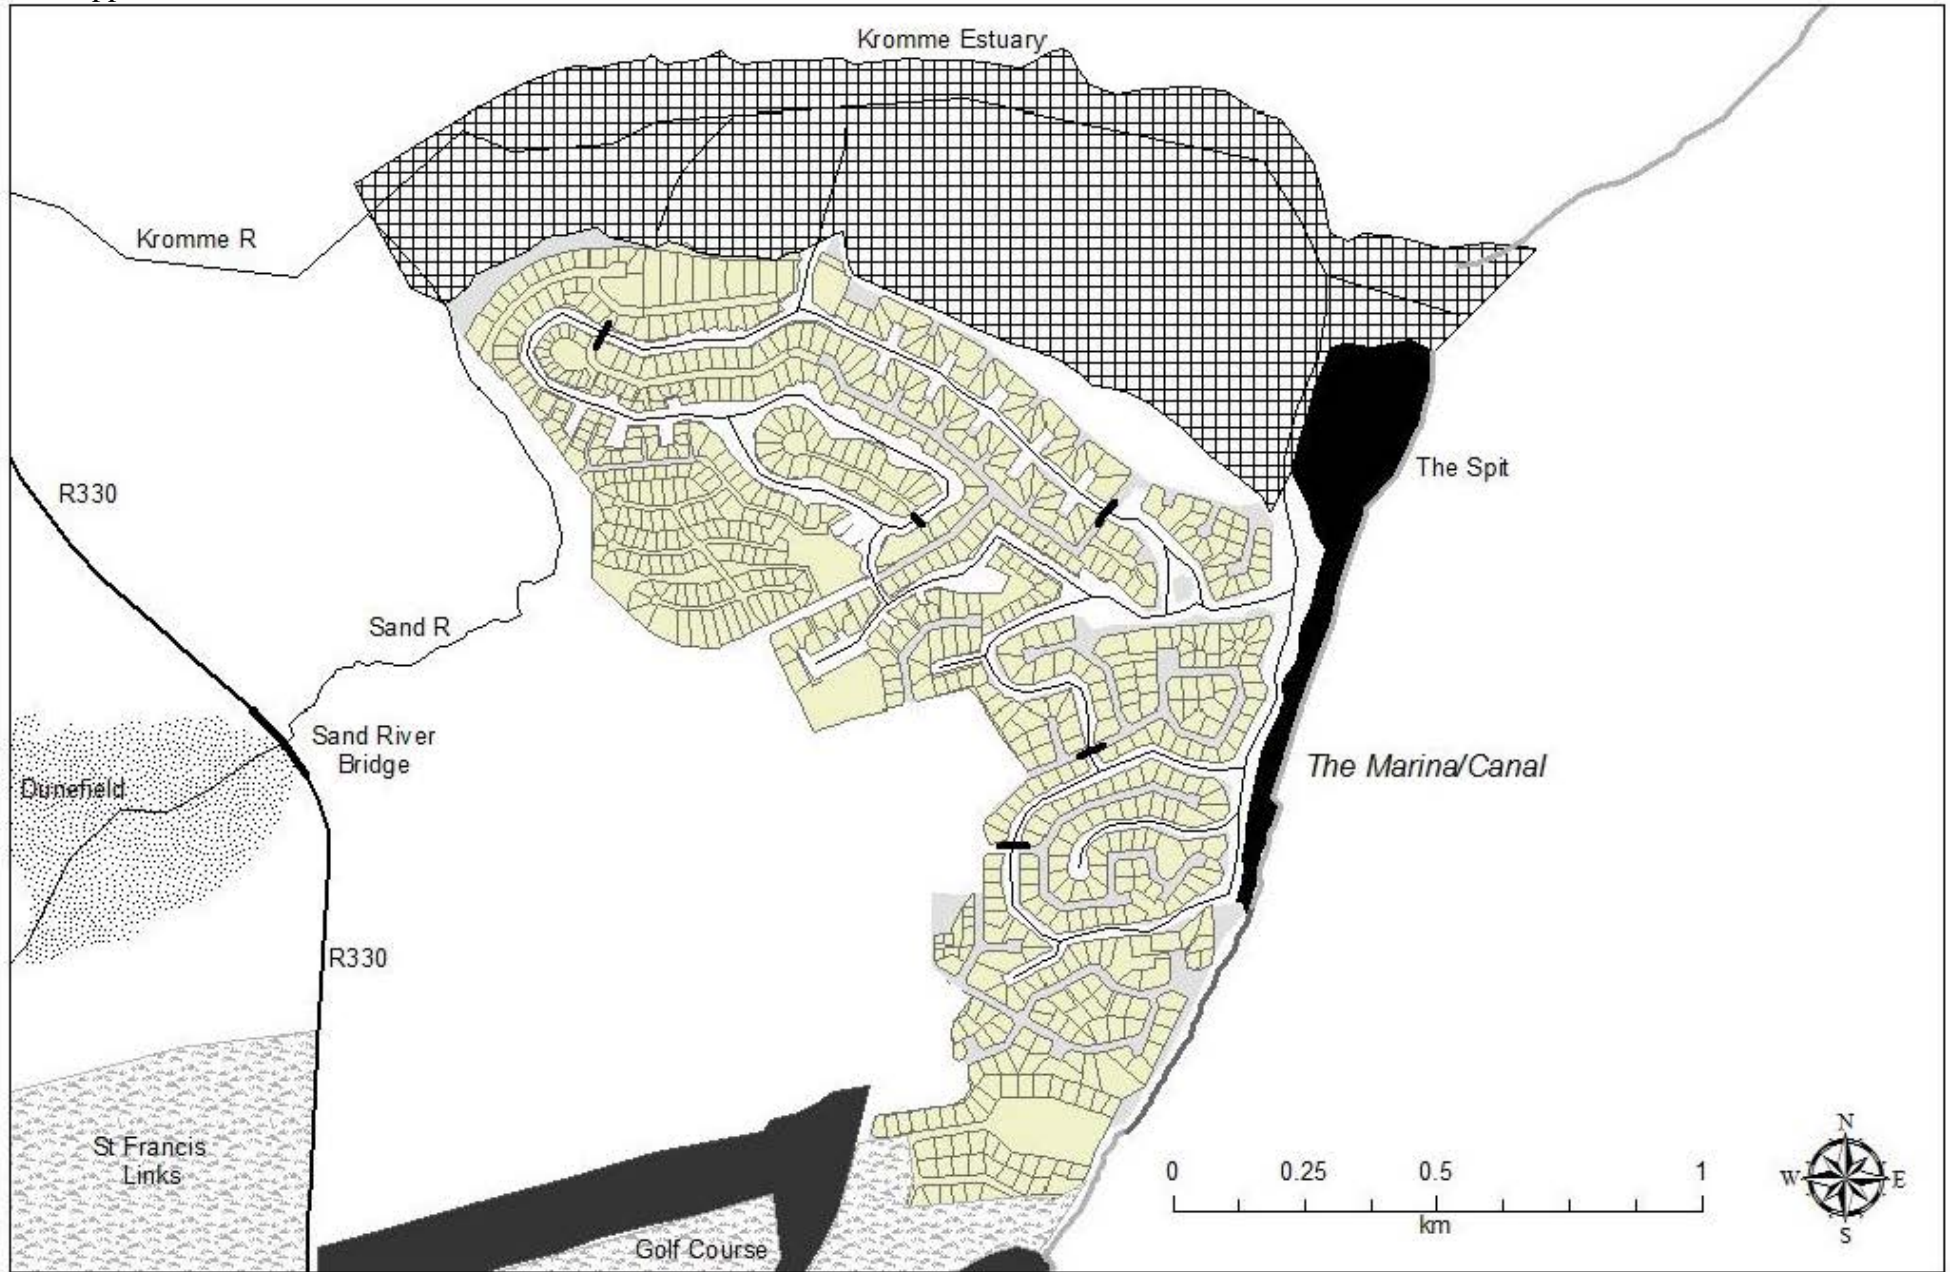 Kromme Estuary
Kromme R
The Spit
R330
Sand R
Sand River
Bridge
The Marina/Canal
Dunefield
R330
St Francis
Links
Golf Course
0 0.25 0.5 1
km
N
W E
S